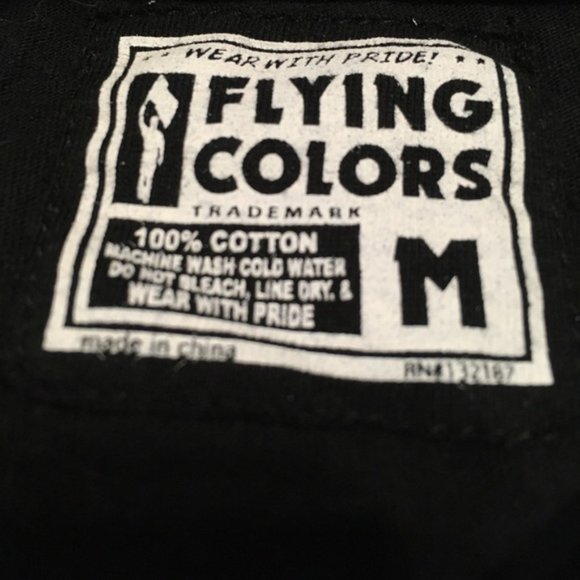 WEAR WITH PRIDE!
FLYING
COLORS
TRADEMARK
100% COTTON
MACHINE WASH COLD WATER
DO NOT BLEACH, LINE DRY, &
WEAR WITH PRIDE
M
made in china
RN#132187